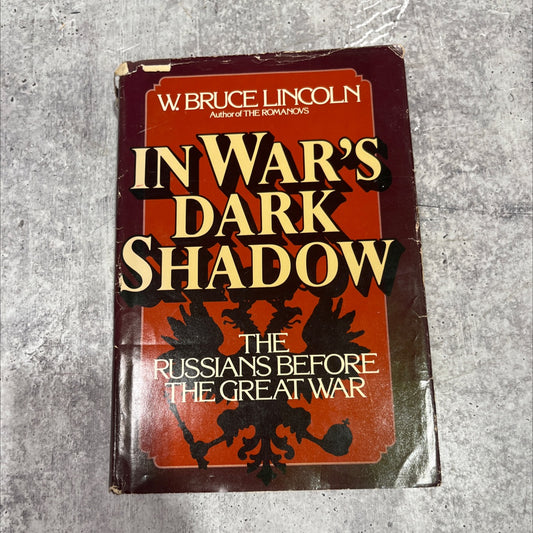 W. BRUCE LINCOLN
Author of THE ROMANOVS
IN WAR'S
DARK
SHADOW
THE
RUSSIANS BEFORE
THE GREAT WAR